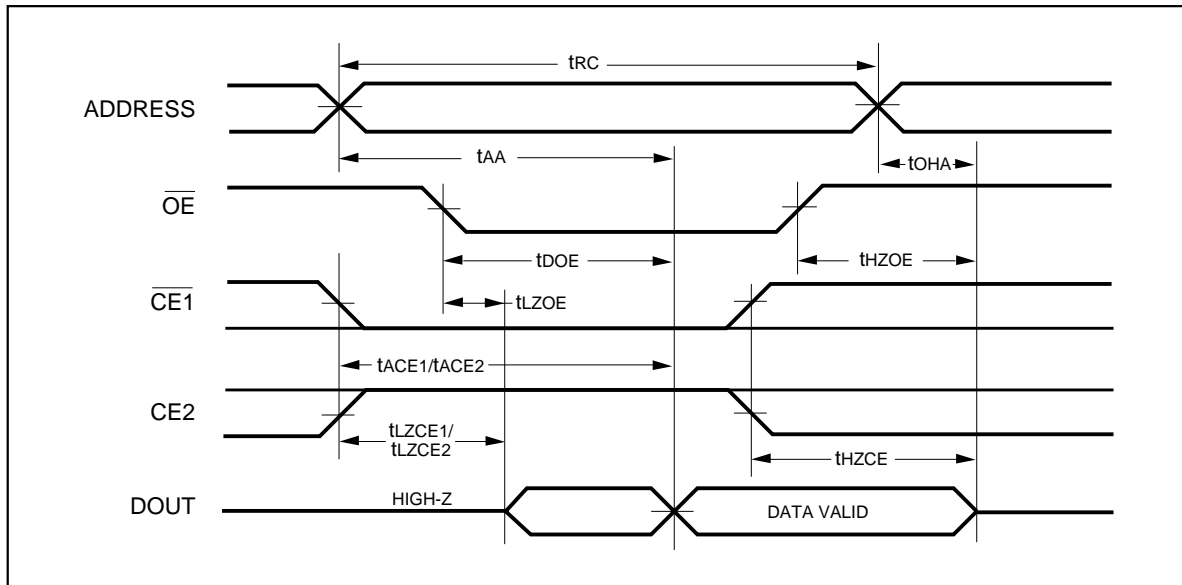 tRC
ADDRESS
tAA
tOHA
OE
tDOE
tHZOE
CE1
tLZOE
tACE1/tACE2
CE2
tLZCE1/
tLZCE2
tHZCE
DOUT
HIGH-Z
DATA VALID